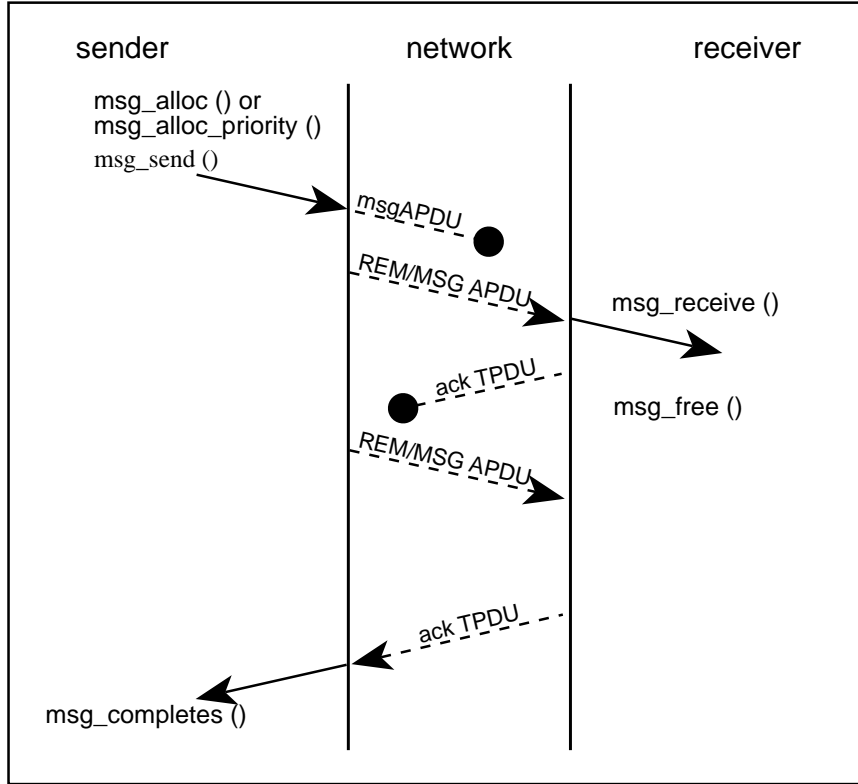 sender
network
receiver
msg_alloc () or
msg_alloc_priority ()
msg_send ()
msgAPDU
REM/MSG APDU
msg_receive ()
ack TPDU
msg_free ()
REM/MSG APDU
ack TPDU
msg_completes ()